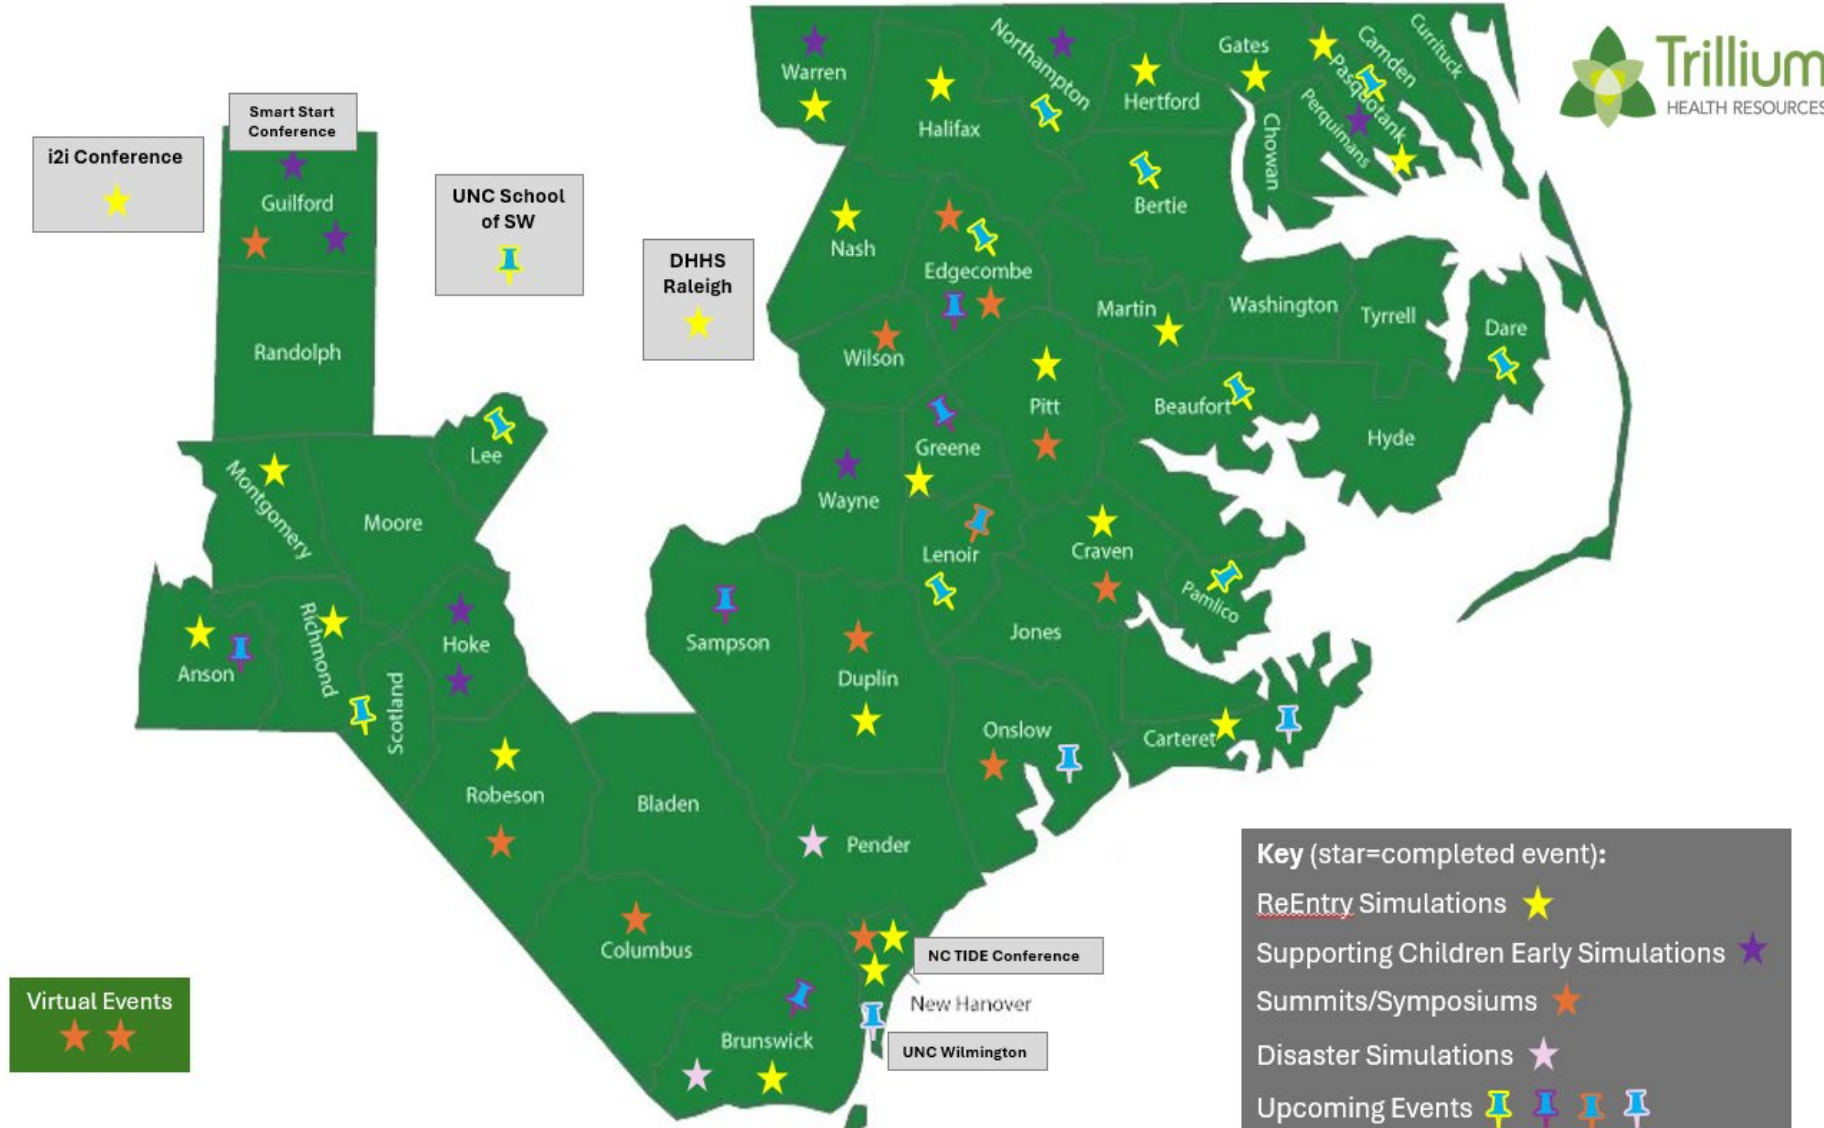 Smart Start
Conference
i2i Conference
Guilford
Randolph
UNC School
of SW
DHHS
Raleigh
Lee
Montgomery
Moore
Anson
Richmond
Scotland
Hoke
Robeson
Bladen
Columbus
Brunswick
Sampson
Duplin
Pender
New Hanover
NC TIDE Conference
UNC Wilmington
Onslow
Jones
Carteret
Pamlico
Craven
Lenoir
Greene
Wayne
Wilson
Nash
Edgecombe
Pitt
Martin
Beaufort
Washington
Tyrrell
Dare
Hyde
Bertie
Chowan
Perquimans
Pasquotank
Camden
Currituck
Gates
Hertford
Northampton
Halifax
Warren
Trillium
HEALTH RESOURCES
Virtual Events
Key (star=completed event):
ReEntry Simulations
Supporting Children Early Simulations
Summits/Symposiums
Disaster Simulations
Upcoming Events